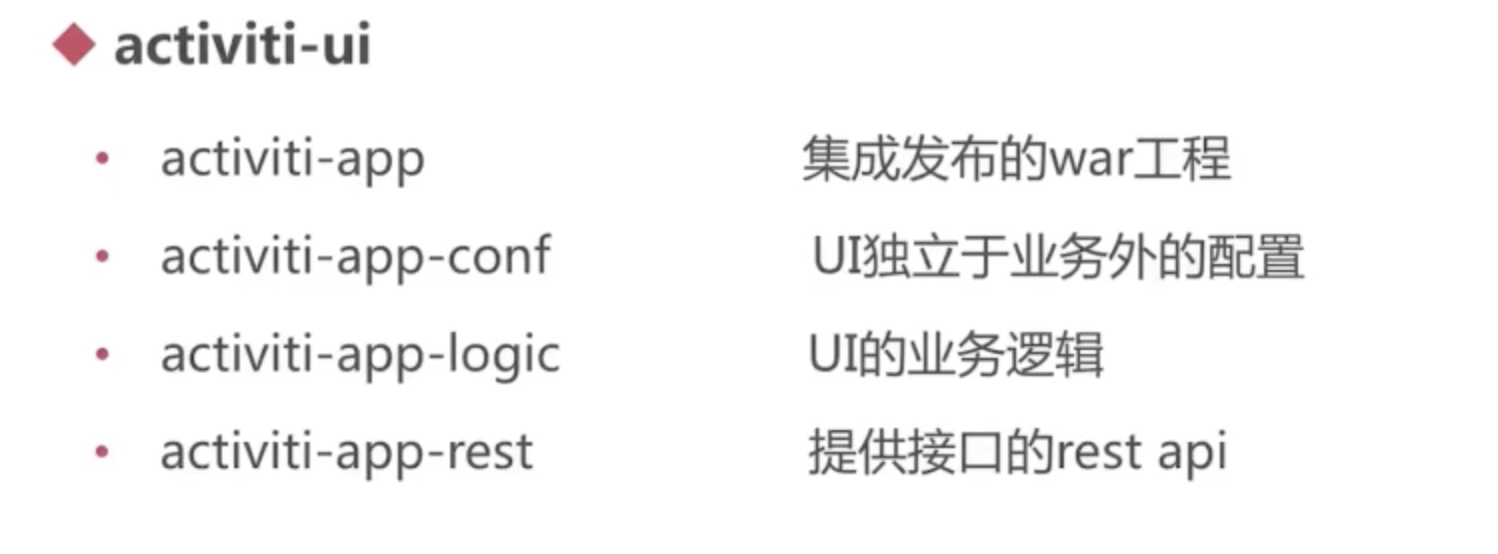 activiti-ui
activiti-app 集成发布的war工程
activiti-app-conf UI独立于业务外的配置
activiti-app-logic UI的业务逻辑
activiti-app-rest 提供接口的rest api